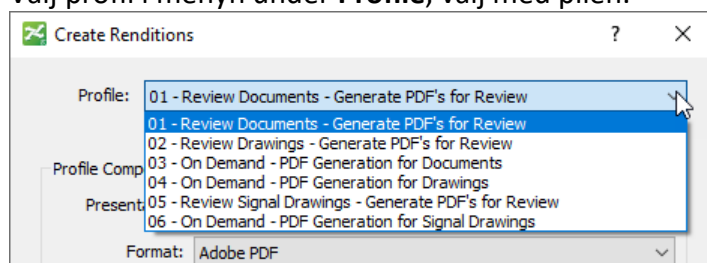 Välj profil i menyn under Profile, välj med pilen.
Create Renditions ? X
Profile: 01 - Review Documents - Generate PDF's for Review
01 - Review Documents - Generate PDF's for Review
02 - Review Drawings - Generate PDF's for Review
03 - On Demand - PDF Generation for Documents
Profile Comp 04 - On Demand - PDF Generation for Drawings
Present 05 - Review Signal Drawings - Generate PDF's for Review
06 - On Demand - PDF Generation for Signal Drawings
Format: Adobe PDF